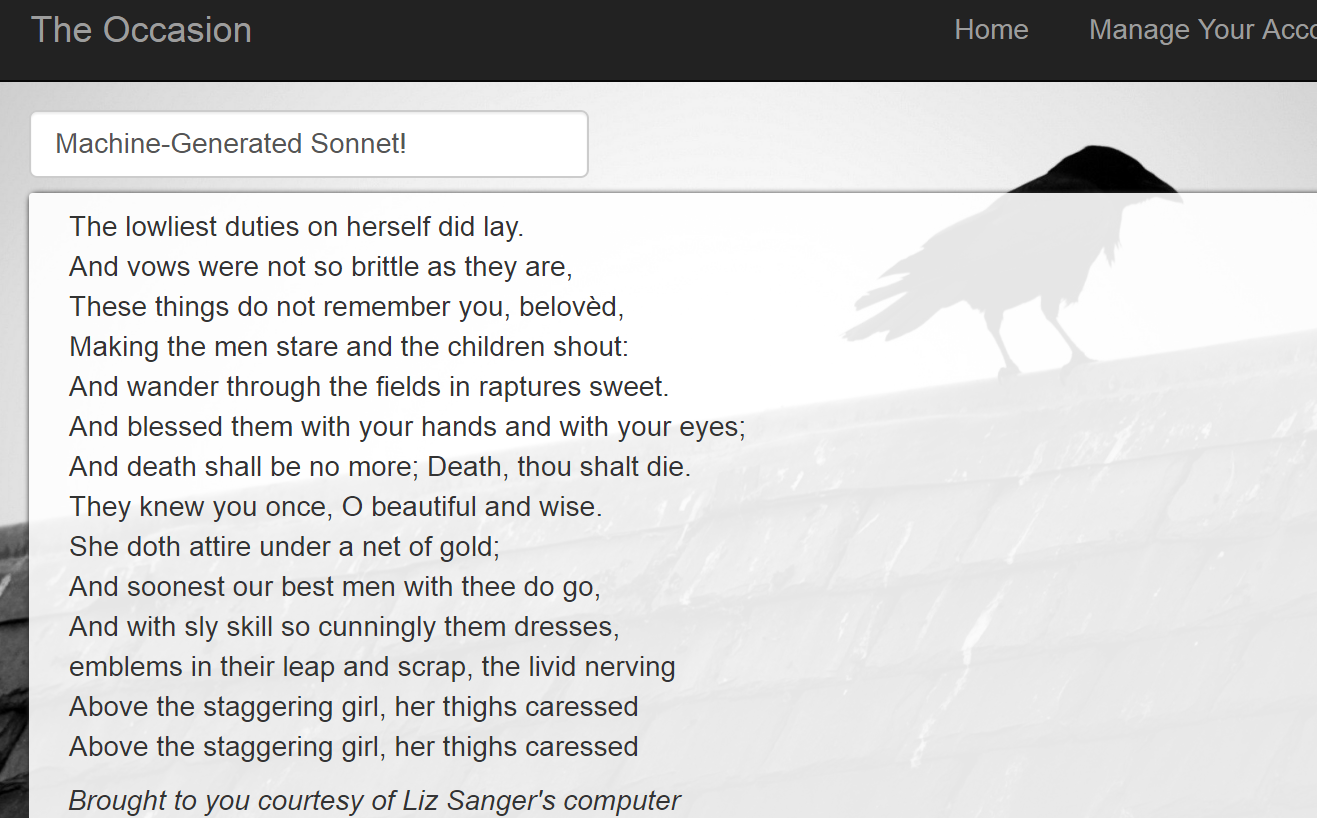 The Occasion
Home
Manage Your Acco
Machine-Generated Sonnet!
The lowliest duties on herself did lay.
And vows were not so brittle as they are,
These things do not remember you, belovèd,
Making the men stare and the children shout:
And wander through the fields in raptures sweet.
And blessed them with your hands and with your eyes;
And death shall be no more; Death, thou shalt die.
They knew you once, O beautiful and wise.
She doth attire under a net of gold;
And soonest our best men with thee do go,
And with sly skill so cunningly them dresses,
emblems in their leap and scrap, the livid nerving
Above the staggering girl, her thighs caressed
Above the staggering girl, her thighs caressed
Brought to you courtesy of Liz Sanger's computer